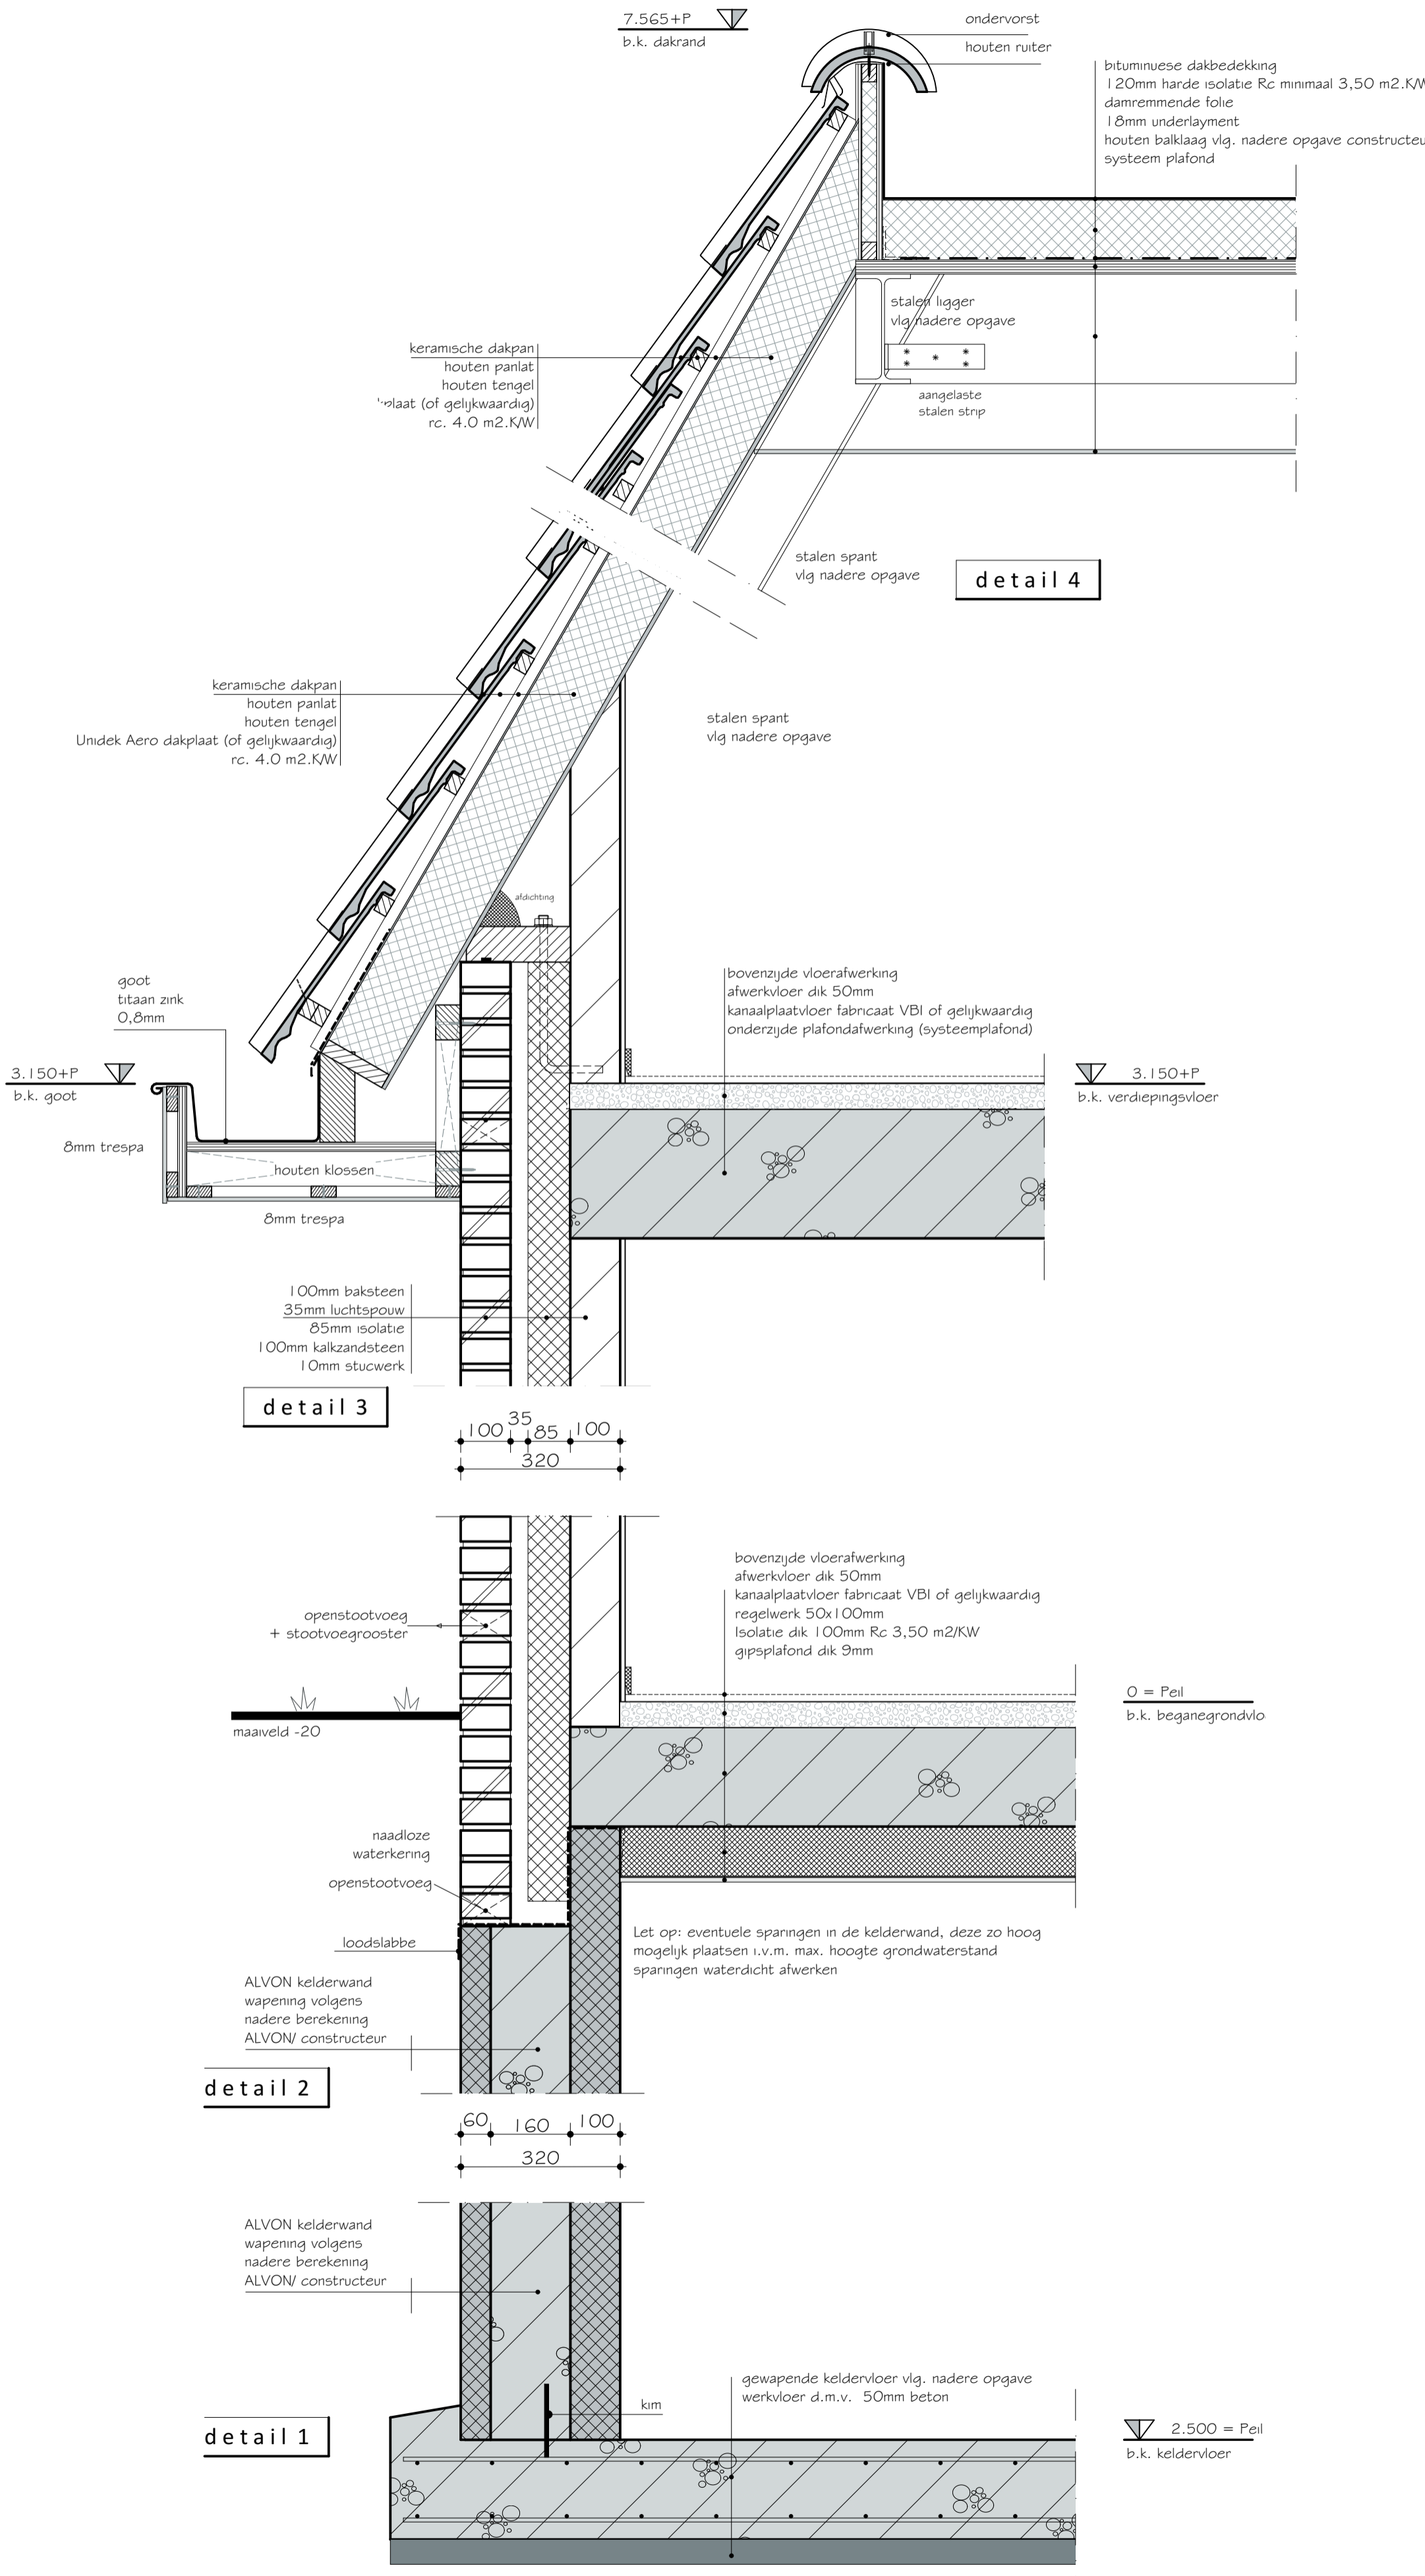 7.565+P
b.k. dakrand
ondervorst
houten ruiter
bituminuese dakbedekking
120mm harde isolatie Rc minimaal 3,50 m2.K/W
damremmende folie
18mm underlayment
houten balklaag vlg. nadere opgave constructeu
systeem plafond
stalen ligger
vlg nadere opgave
aangelaste
stalen strip
keramische dakpan
houten panlat
houten tengel
plaat (of gelijkwaardig)
rc. 4.0 m2.K/W
stalen spant
vlg nadere opgave
detail 4
keramische dakpan
houten panlat
houten tengel
Unidek Aero dakplaat (of gelijkwaardig)
rc. 4.0 m2.K/W
stalen spant
vlg nadere opgave
afdichting
goot
titaan zink
0,8mm
bovenzijde vloerafwerking
afwerkvloer dik 50mm
kanaalplaatvloer fabricaat VBI of gelijkwaardig
onderzijde plafondafwerking (systeemplafond)
3.150+P
b.k. goot
3.150+P
b.k. verdiepingsvloer
8mm trespa
houten klossen
8mm trespa
100mm baksteen
35mm luchtspouw
85mm isolatie
100mm kalkzandsteen
10mm stucwerk
detail 3
35
100 85 100
320
bovenzijde vloerafwerking
afwerkvloer dik 50mm
kanaalplaatvloer fabricaat VBI of gelijkwaardig
regelwerk 50x100mm
Isolatie dik 100mm Rc 3,50 m2/KW
gipsplafond dik 9mm
openstootvoeg
+ stootvoegrooster
0 = Peil
b.k. beganegrondvlo
maaiveld -20
naadloze
waterkering
openstootvoeg
loodslabbe
Let op: eventuele sparingen in de kelderwand, deze zo hoog
mogelijk plaatsen i.v.m. max. hoogte grondwaterstand
sparingen waterdicht afwerken
ALVON kelderwand
wapening volgens
nadere berekening
ALVON/ constructeur
detail 2
60 160 100
320
ALVON kelderwand
wapening volgens
nadere berekening
ALVON/ constructeur
gewapende keldervloer vlg. nadere opgave
werkvloer d.m.v. 50mm beton
kim
detail 1
2.500 = Peil
b.k. keldervloer